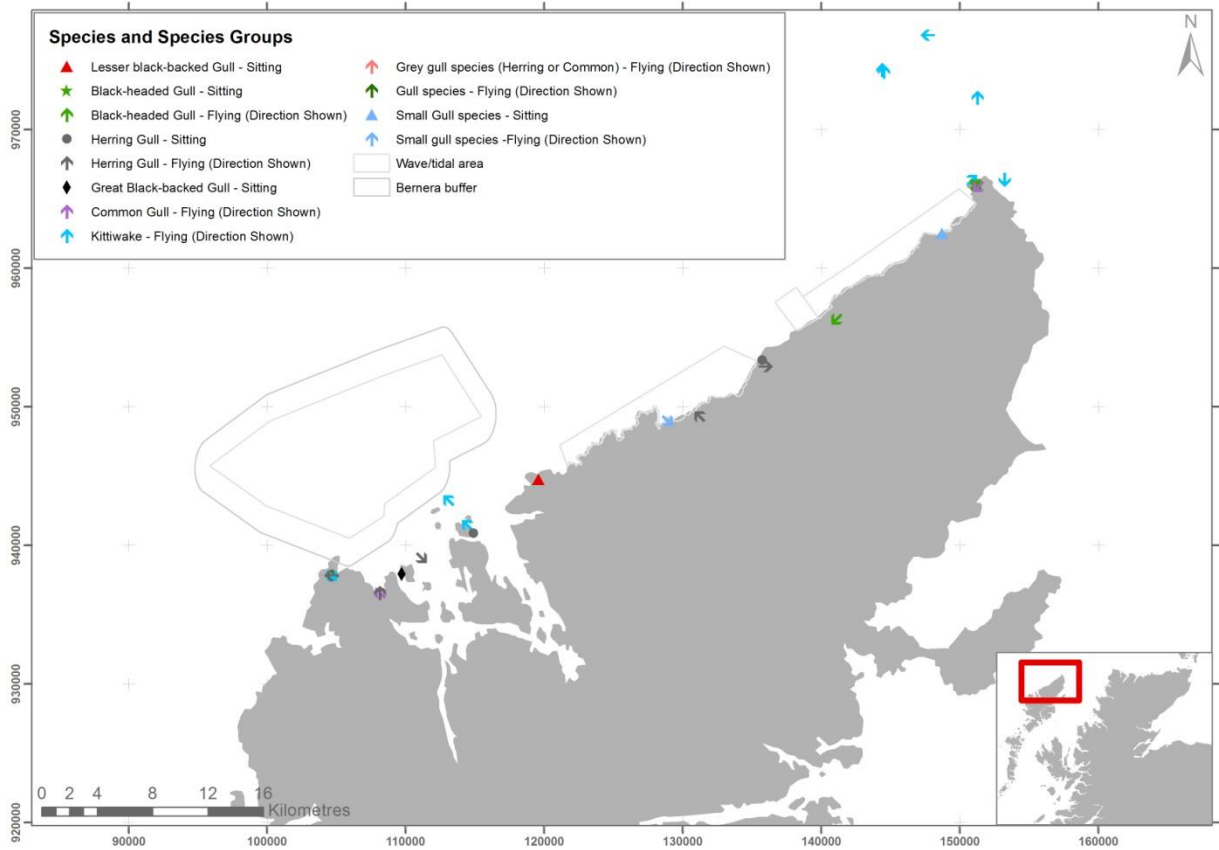 Species and Species Groups
Lesser black-backed Gull - Sitting
Black-headed Gull - Sitting
Black-headed Gull - Flying (Direction Shown)
Herring Gull - Sitting
Herring Gull - Flying (Direction Shown)
Great Black-backed Gull - Sitting
Common Gull - Flying (Direction Shown)
Kittiwake - Flying (Direction Shown)
Grey gull species (Herring or Common) - Flying (Direction Shown)
Gull species - Flying (Direction Shown)
Small Gull species - Sitting
Small gull species -Flying (Direction Shown)
Wave/tidal area
Bernera buffer
N
970000
960000
950000
940000
930000
920000
0 2 4 8 12 16
Kilometres
90000 100000 110000 120000 130000 140000 150000 160000